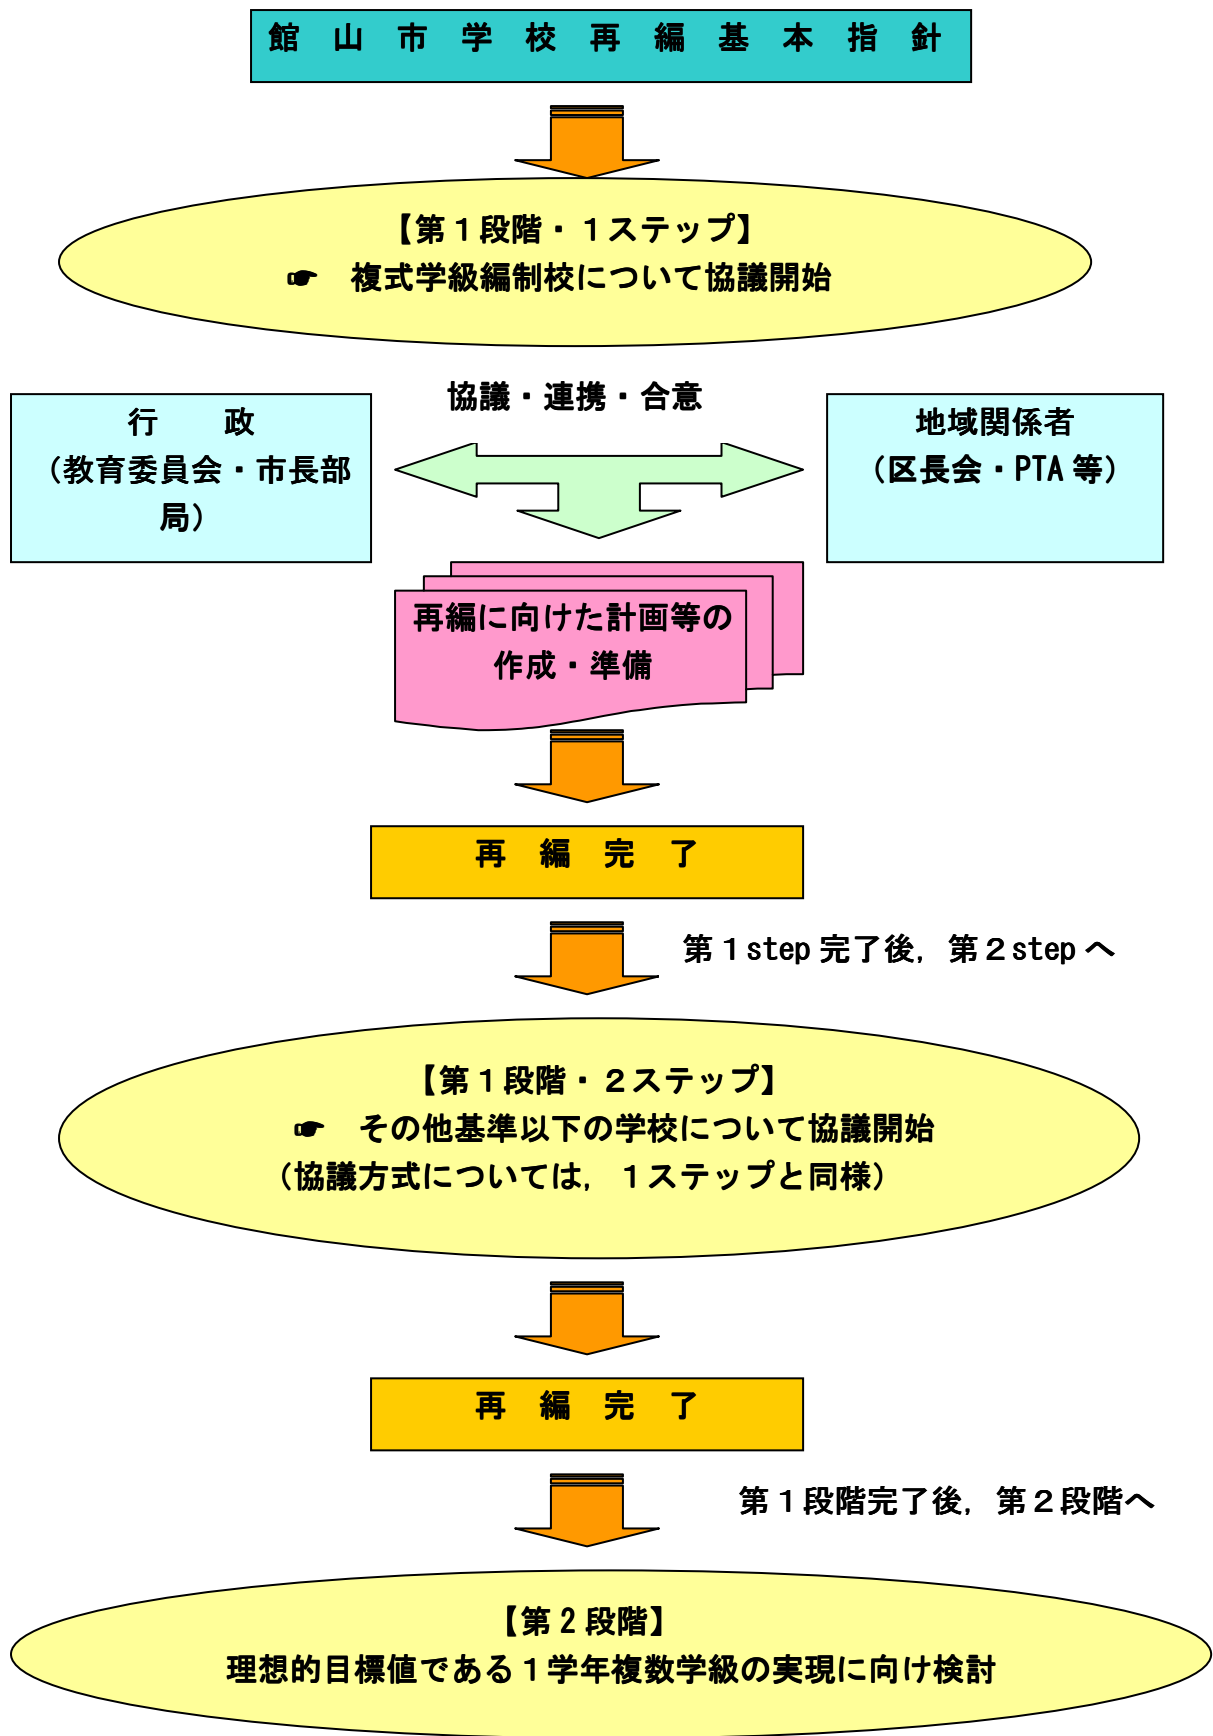 館　山　市　学　校　再　編　基　本　指　針
【第１段階・１ステップ】
☛　複式学級編制校について協議開始
協議・連携・合意
行　　政
（教育委員会・市長部
局）
地域関係者
（区長会・PTA 等）
再編に向けた計画等の
作成・準備
再　編　完　了
第１step 完了後，第２step へ
【第１段階・２ステップ】
☛　その他基準以下の学校について協議開始
（協議方式については，１ステップと同様）
再　編　完　了
第１段階完了後，第２段階へ
【第２段階】
理想的目標値である１学年複数学級の実現に向け検討